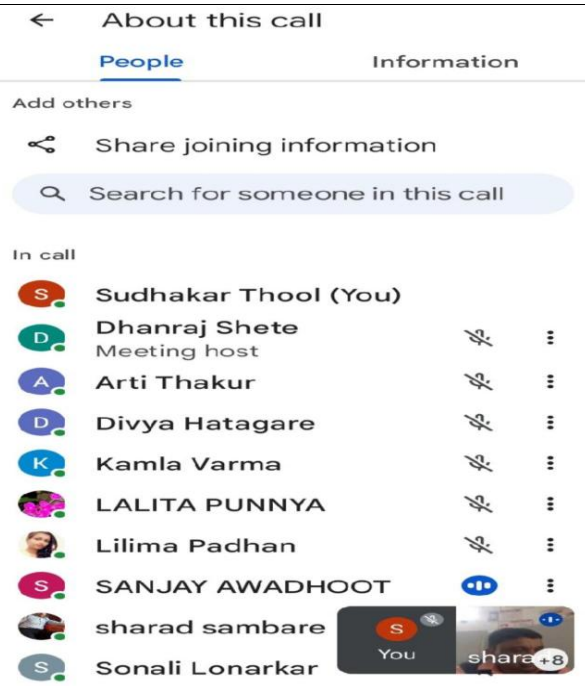 About this call
People Information
Add others
Share joining information
Search for someone in this call
In call
S Sudhakar Thool (You)
D Dhanraj Shete
Meeting host
A Arti Thakur
D Divya Hatagare
K Kamla Varma
LALITA PUNNYA
Lilima Padhan
S SANJAY AWADHOOT
sharad sambare
S Sonali Lonarkar
S
You shara +8